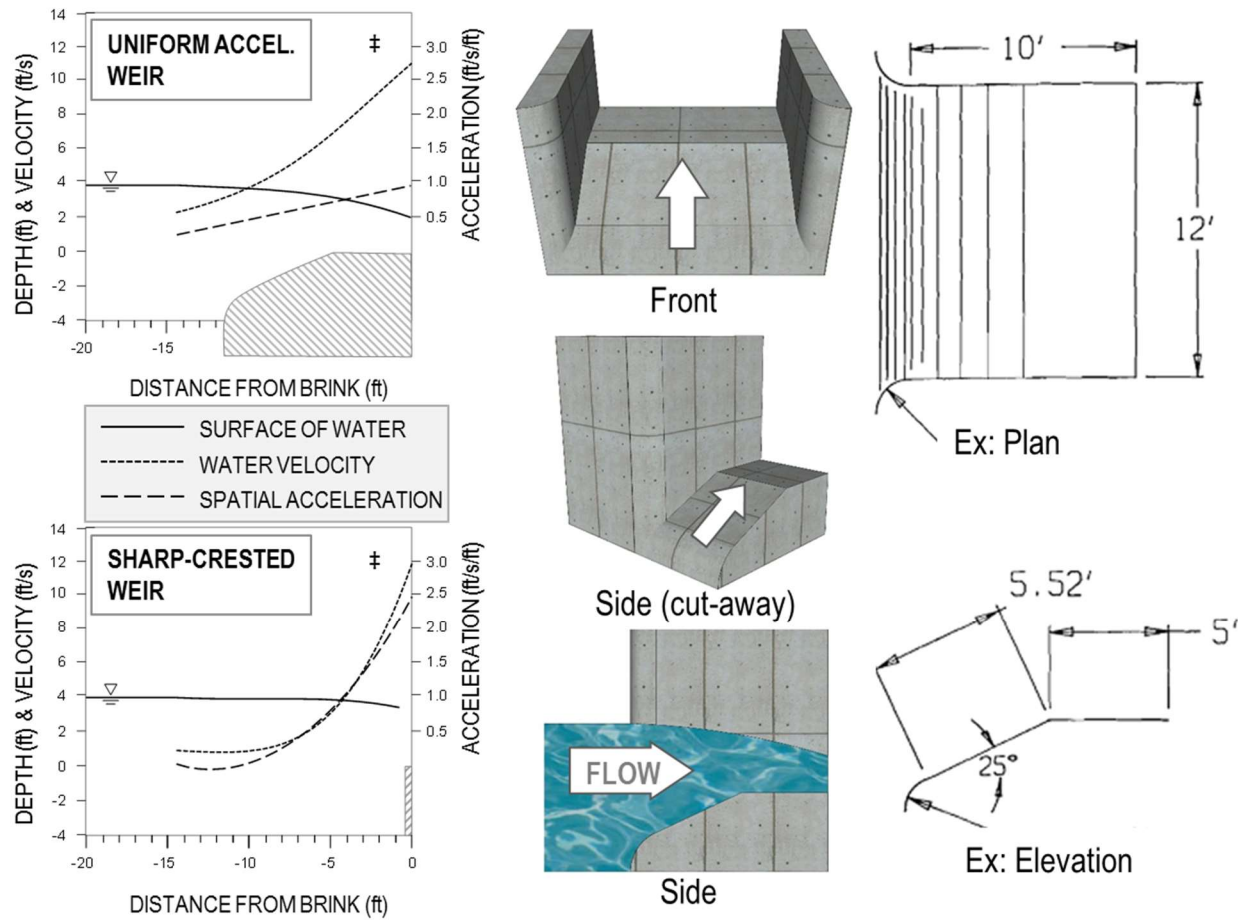 UNIFORM ACCEL.
WEIR
‡
14
12
10
8
6
4
2
0
-2
-4
3.0
2.5
2.0
1.5
1.0
0.5
-20
-15
-10
-5
0
DEPTH (ft) & VELOCITY (ft/s)
ACCELERATION (ft/s/ft)
DISTANCE FROM BRINK (ft)
SURFACE OF WATER
WATER VELOCITY
SPATIAL ACCELERATION
SHARP-CRESTED
WEIR
‡
14
12
10
8
6
4
2
0
-2
-4
3.0
2.5
2.0
1.5
1.0
0.5
-20
-15
-10
-5
0
DEPTH (ft) & VELOCITY (ft/s)
ACCELERATION (ft/s/ft)
DISTANCE FROM BRINK (ft)
Front
Side (cut-away)
FLOW
Side
10'
12'
Ex: Plan
5.52'
5'
25°
Ex: Elevation